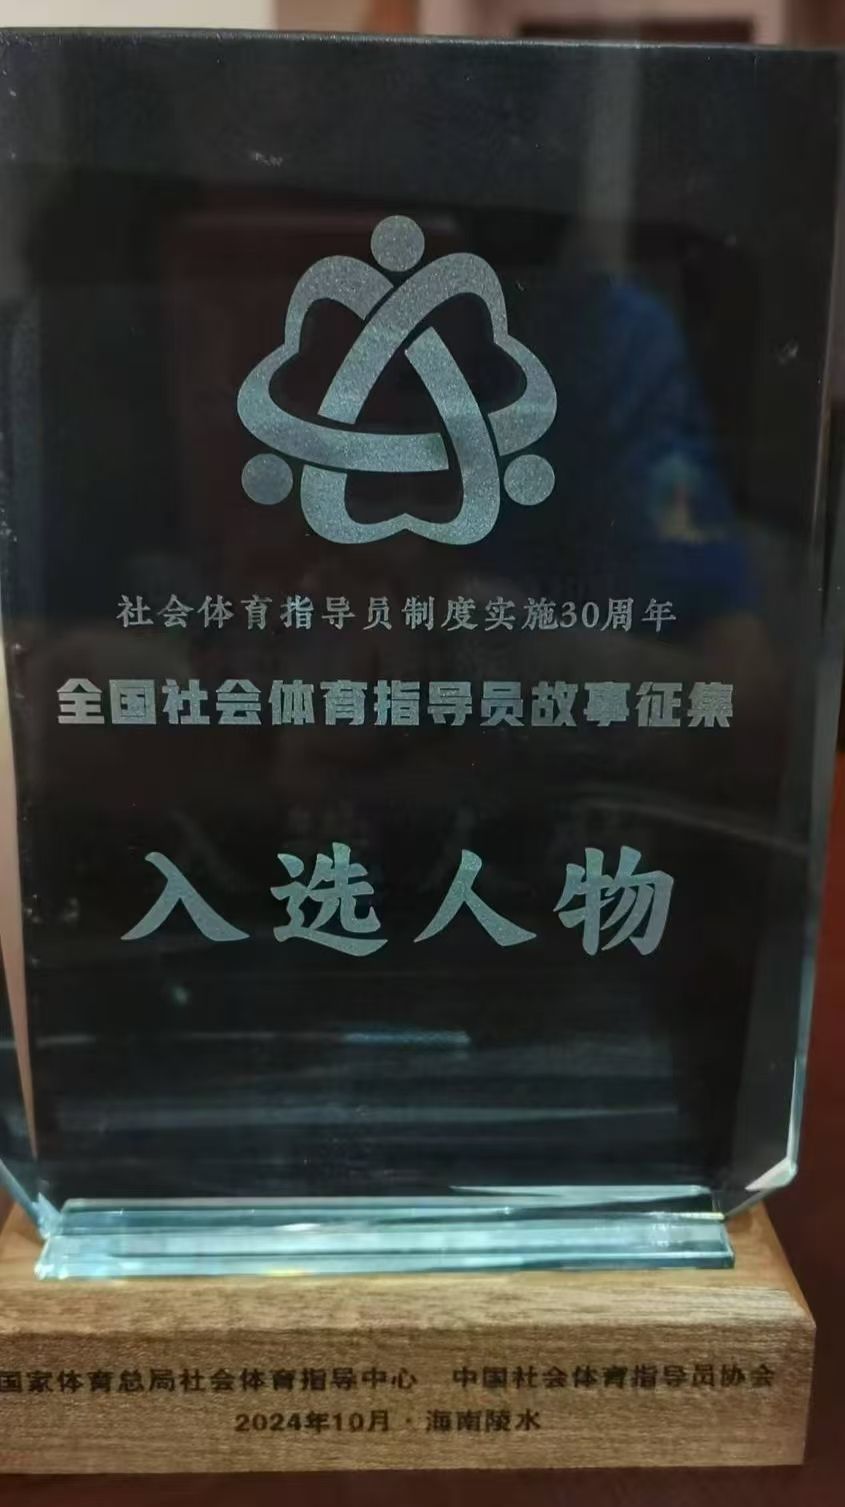 社会体育指导员制度实施30周年
全国社会体育指导员故事征集
入选人物
国家体育总局社会体育指导中心 中国社会体育指导员协会
2024年10月·海南陵水